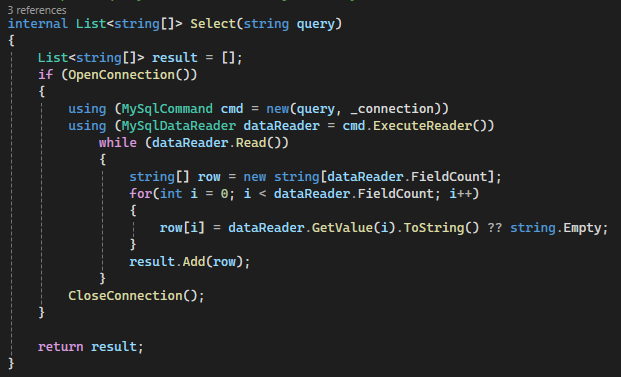 3 references
internal List<string[]> Select(string query)
{
    List<string[]> result = [];
    if (OpenConnection())
    {
        using (MySqlCommand cmd = new(query, _connection))
        using (MySqlDataReader dataReader = cmd.ExecuteReader())
            while (dataReader.Read())
            {
                string[] row = new string[dataReader.FieldCount];
                for(int i = 0; i < dataReader.FieldCount; i++)
                {
                    row[i] = dataReader.GetValue(i).ToString() ?? string.Empty;
                }
                result.Add(row);
            }
        CloseConnection();
    }

    return result;
}